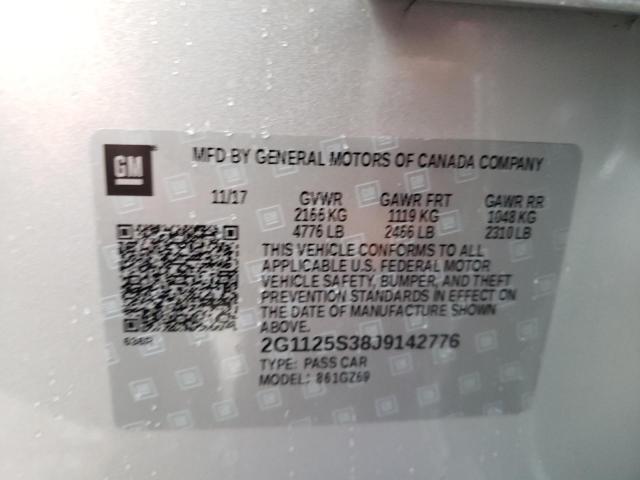 GM
MFD BY GENERAL MOTORS OF CANADA COMPANY
11/17 GVWR GAWR FRT GAWR RR
2166 KG 1119 KG 1048 KG
4776 LB 2466 LB 2310 LB
THIS VEHICLE CONFORMS TO ALL
APPLICABLE U.S. FEDERAL MOTOR
VEHICLE SAFETY, BUMPER, AND THEFT
PREVENTION STANDARDS IN EFFECT ON
THE DATE OF MANUFACTURE SHOWN
ABOVE.
2G1125S38J9142776
TYPE: PASS CAR
MODEL: 861GZ69